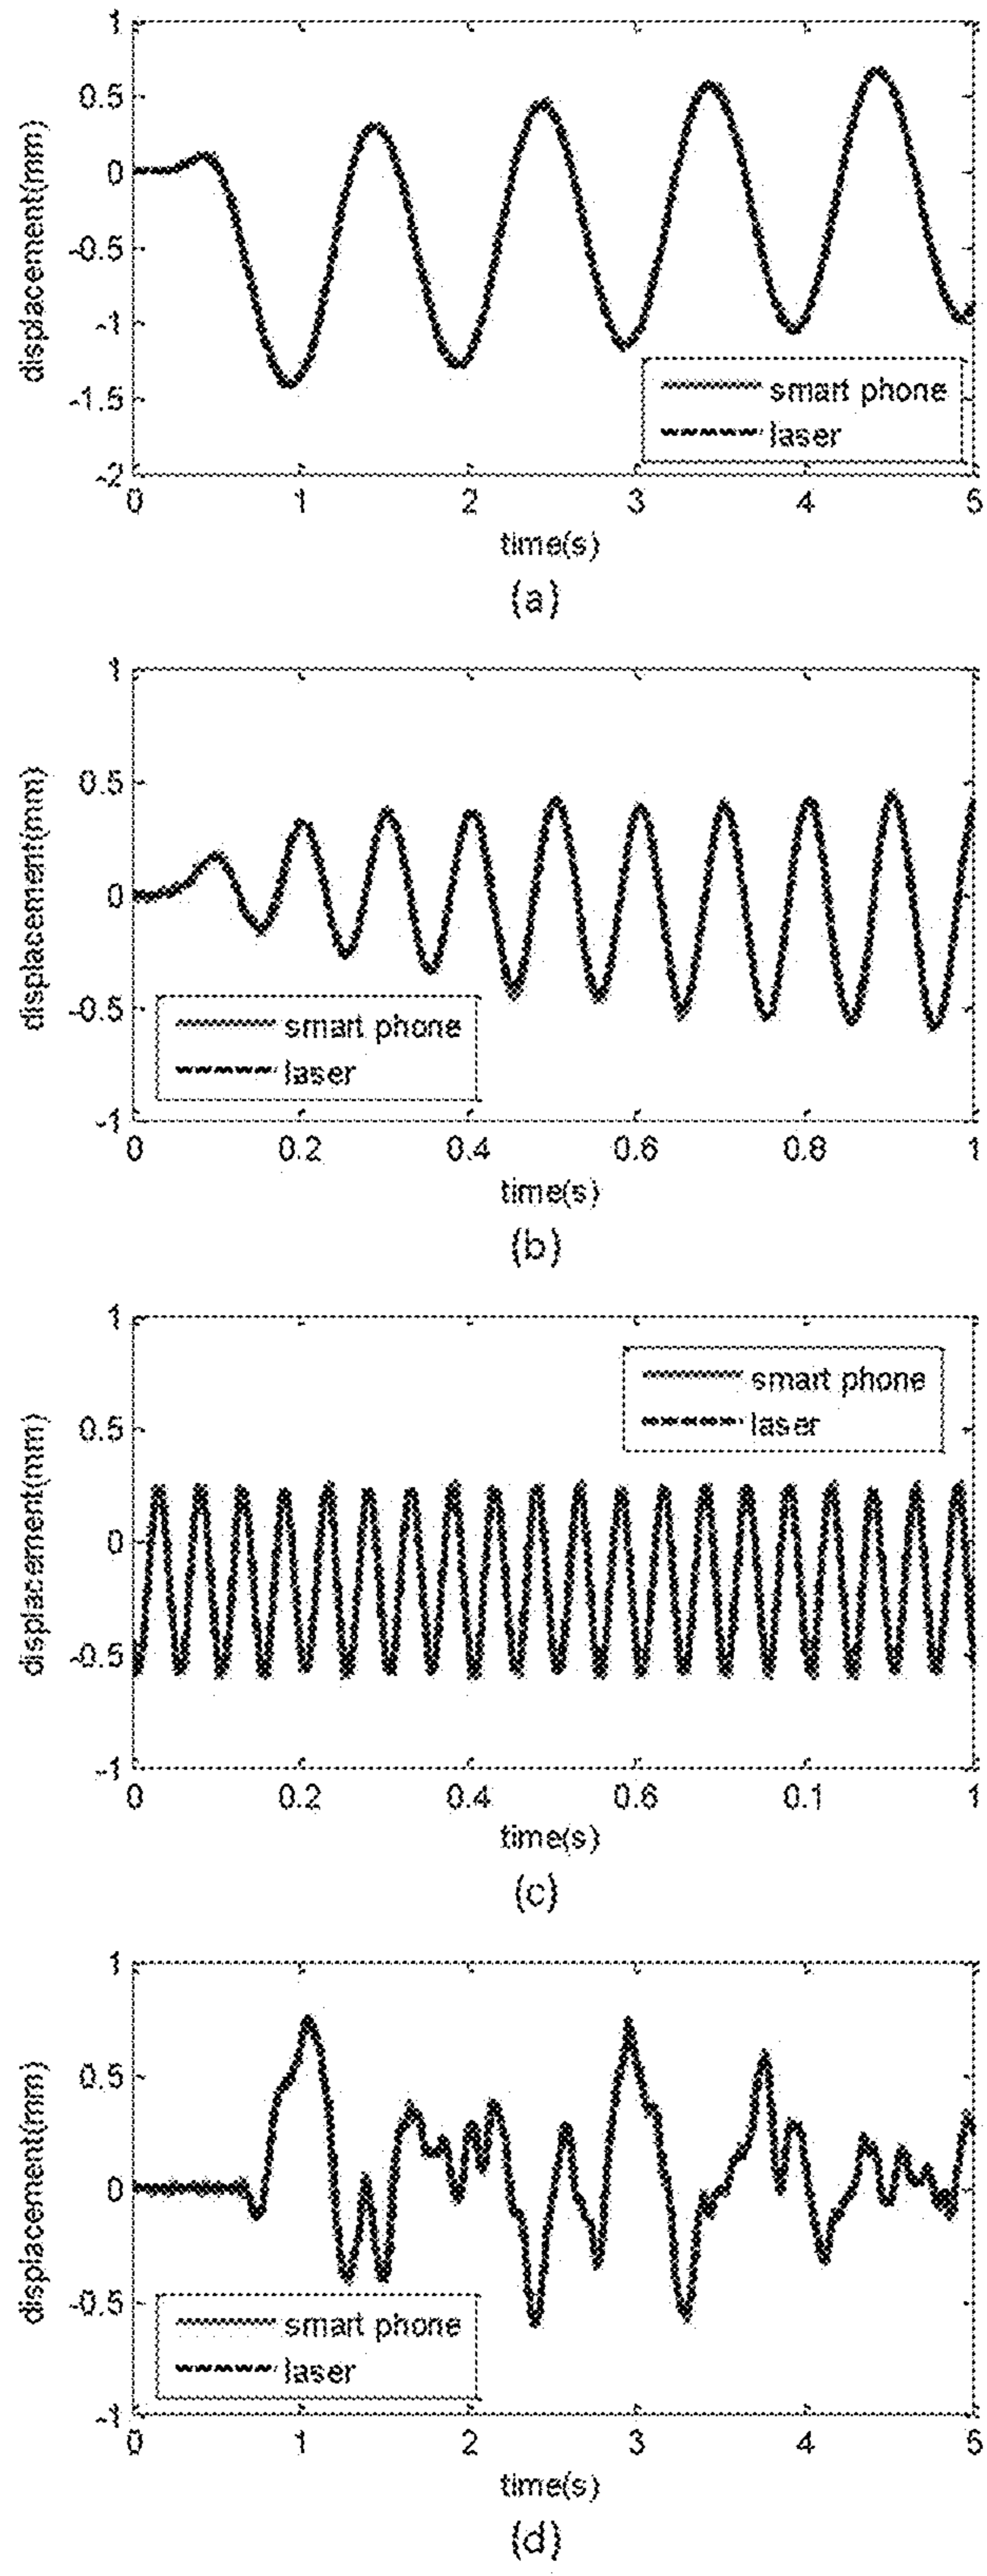 1
0.5
0
-0.5
-1
-1.5
-2
displacement(mm)
smart phone
laser
0 1 2 3 4 5
time(s)
(a)
1
0.5
0
-0.5
-1
displacement(mm)
smart phone
laser
0 0.2 0.4 0.6 0.8 1
time(s)
(b)
1
0.5
0
-0.5
-1
displacement(mm)
smart phone
laser
0 0.2 0.4 0.6 0.1 1
time(s)
(c)
1
0.5
0
-0.5
-1
displacement(mm)
smart phone
laser
0 1 2 3 4 5
time(s)
(d)